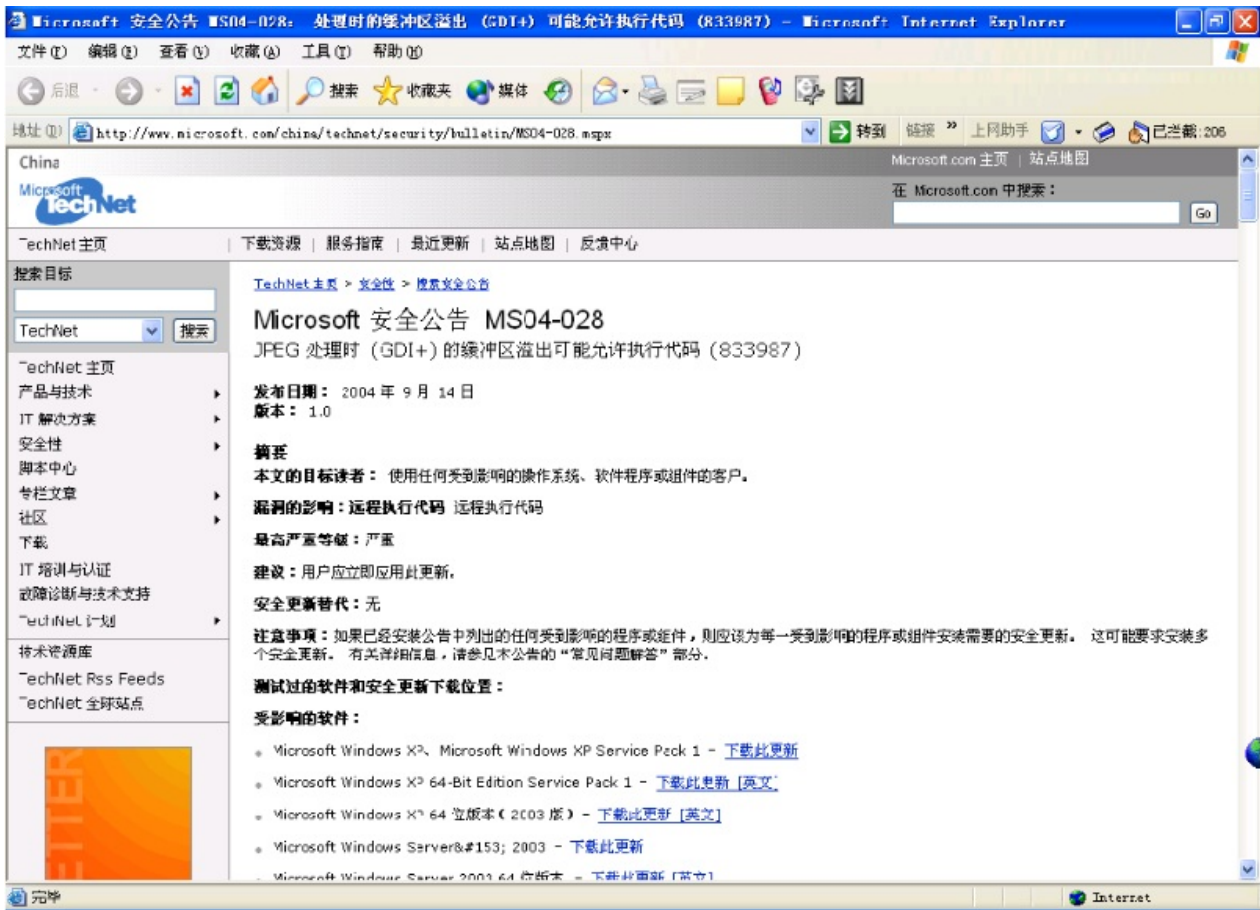 Microsoft 安全公告 MS04-028: 处理时的缓冲区溢出 (GDI+) 可能允许执行代码 (833987) - Microsoft Internet Explorer
文件(F) 编辑(E) 查看(V) 收藏(A) 工具(T) 帮助(H)
后退 搜索 收藏夹 媒体
地址(D) http://www.microsoft.com/china/technet/security/bulletin/MS04-028.mspx 转到 链接 » 上网助手 已拦截:206
China Microsoft.com 主页 | 站点地图
Microsoft TechNet
在 Microsoft.com 中搜索：
Go
TechNet 主页 | 下载资源 | 服务指南 | 最近更新 | 站点地图 | 反馈中心
搜索目标
TechNet 搜索
TechNet 主页
产品与技术
IT 解决方案
安全性
脚本中心
专栏文章
社区
下载
IT 培训与认证
故障诊断与技术支持
TechNet 计划
技术资源库
TechNet Rss Feeds
TechNet 全球站点
ETTER
TechNet 主页 > 安全性 > 搜索安全公告
Microsoft 安全公告 MS04-028
JPEG 处理时 (GDI+) 的缓冲区溢出可能允许执行代码 (833987)
发布日期： 2004 年 9 月 14 日
版本： 1.0
摘要
本文的目标读者： 使用任何受到影响的操作系统、软件程序或组件的客户。
漏洞的影响：远程执行代码 远程执行代码
最高严重等级：严重
建议：用户应立即应用此更新。
安全更新替代：无
注意事项：如果已经安装公告中列出的任何受到影响的程序或组件，则应该为每一受到影响的程序或组件安装需要的安全更新。 这可能要求安装多
个安全更新。 有关详细信息，请参见本公告的“常见问题解答”部分.
测试过的软件和安全更新下载位置：
受影响的软件：
Microsoft Windows XP、Microsoft Windows XP Service Pack 1 - 下载此更新
Microsoft Windows XP 64-Bit Edition Service Pack 1 - 下载此更新 [英文]
Microsoft Windows XP 64 位版本（2003 版）- 下载此更新 [英文]
Microsoft Windows Server&#153; 2003 - 下载此更新
Microsoft Windows Server 2003 64 位版本 - 下载此更新 [英文]
完毕 Internet